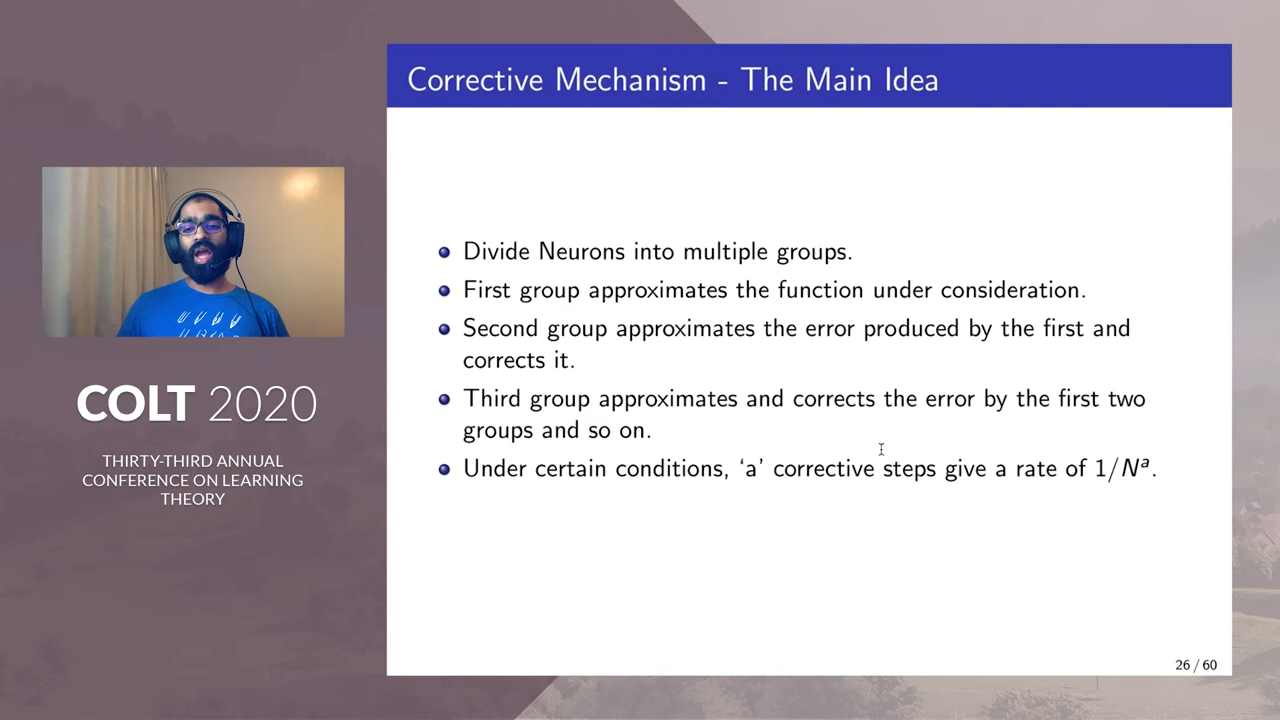 Corrective Mechanism - The Main Idea
Divide Neurons into multiple groups.
First group approximates the function under consideration.
Second group approximates the error produced by the first and
corrects it.
Third group approximates and corrects the error by the first two
groups and so on.
Under certain conditions, ‘a’ corrective steps give a rate of 1/Nᵃ.
26 / 60
COLT 2020
THIRTY-THIRD ANNUAL
CONFERENCE ON LEARNING
THEORY